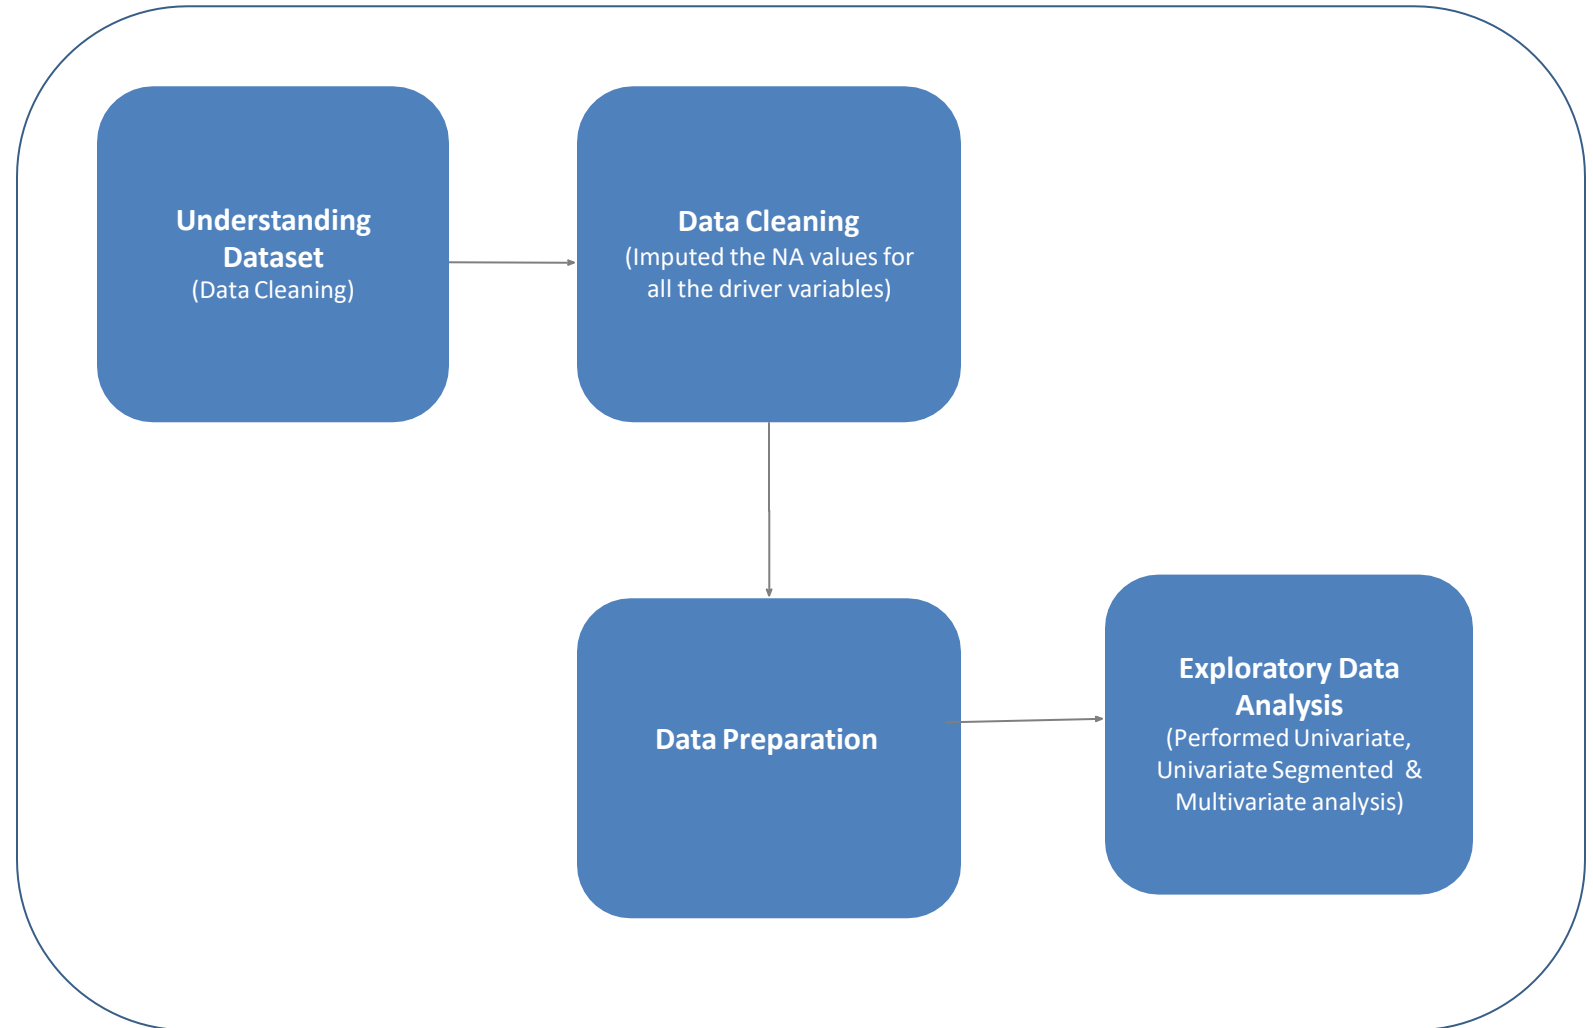 Understanding
Dataset
(Data Cleaning)
Data Cleaning
(Imputed the NA values for
all the driver variables)
Data Preparation
Exploratory Data
Analysis
(Performed Univariate,
Univariate Segmented  &
Multivariate analysis)